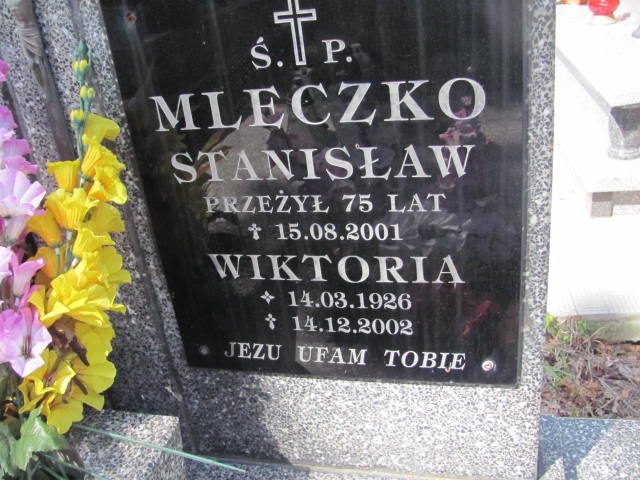 Ś. P.
MLECZKO
STANISŁAW
PRZEŻYŁ 75 LAT
✝ 15.08.2001
WIKTORIA
✧ 14.03.1926
✝ 14.12.2002
JEZU UFAM TOBIE